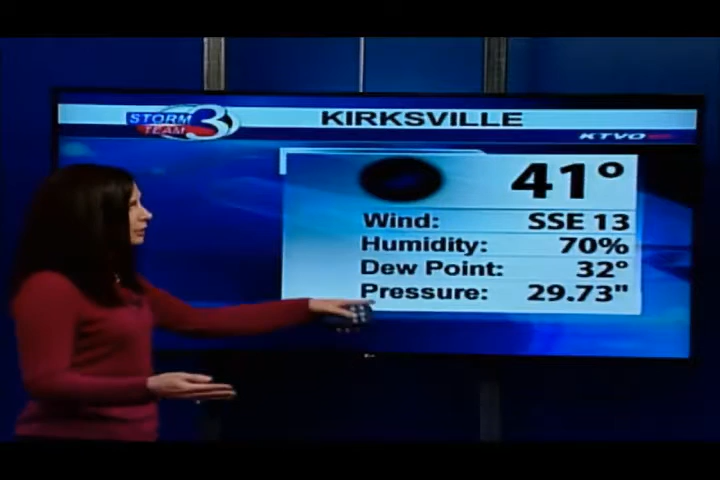 STORM TEAM 3
KIRKSVILLE
KTVO
41°
Wind: SSE 13
Humidity: 70%
Dew Point: 32°
Pressure: 29.73"